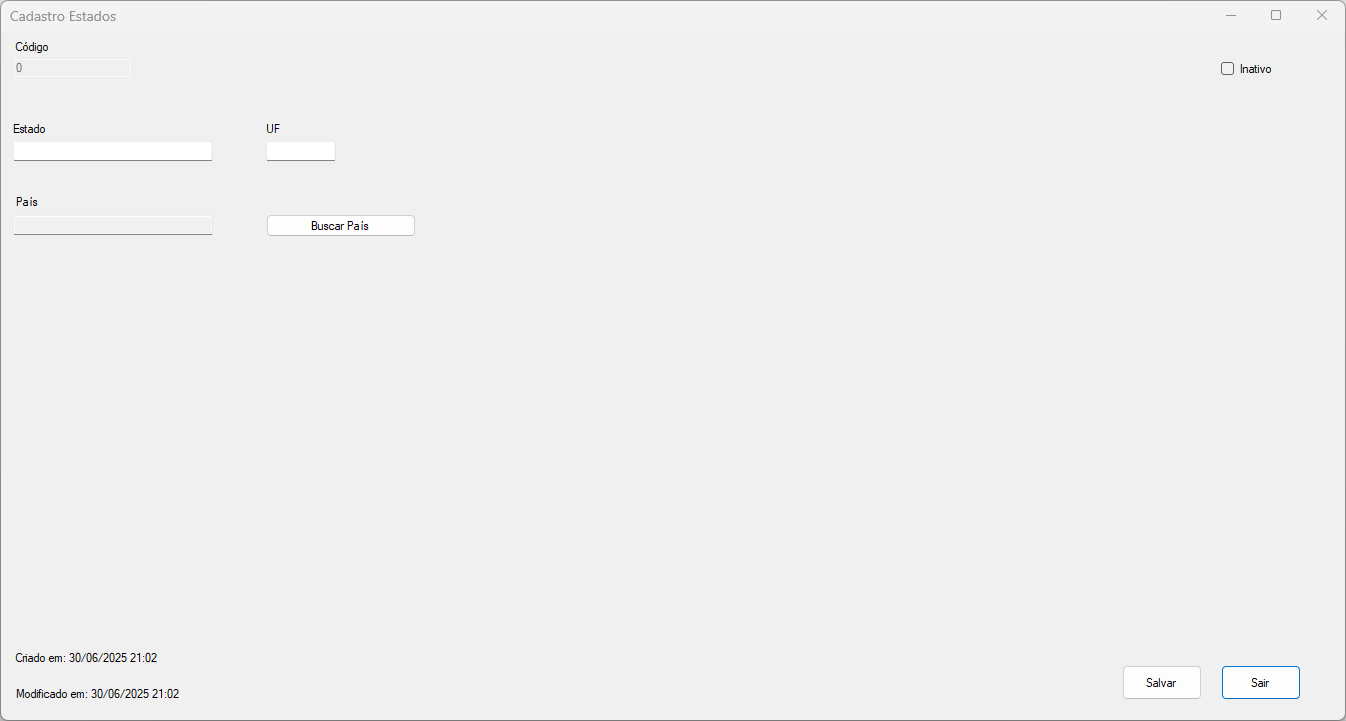 Cadastro Estados
Código
0
Inativo
Estado
UF
País
Buscar País
Criado em: 30/06/2025 21:02
Modificado em: 30/06/2025 21:02
Salvar
Sair